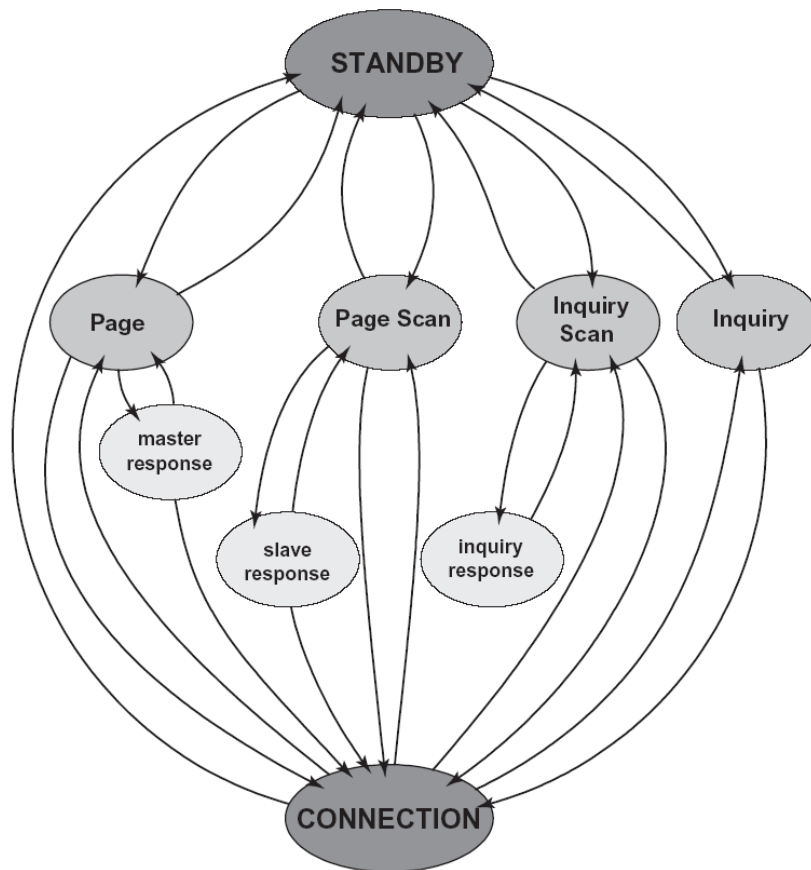 STANDBY
Page
Page Scan
Inquiry
Scan
Inquiry
master
response
slave
response
inquiry
response
CONNECTION